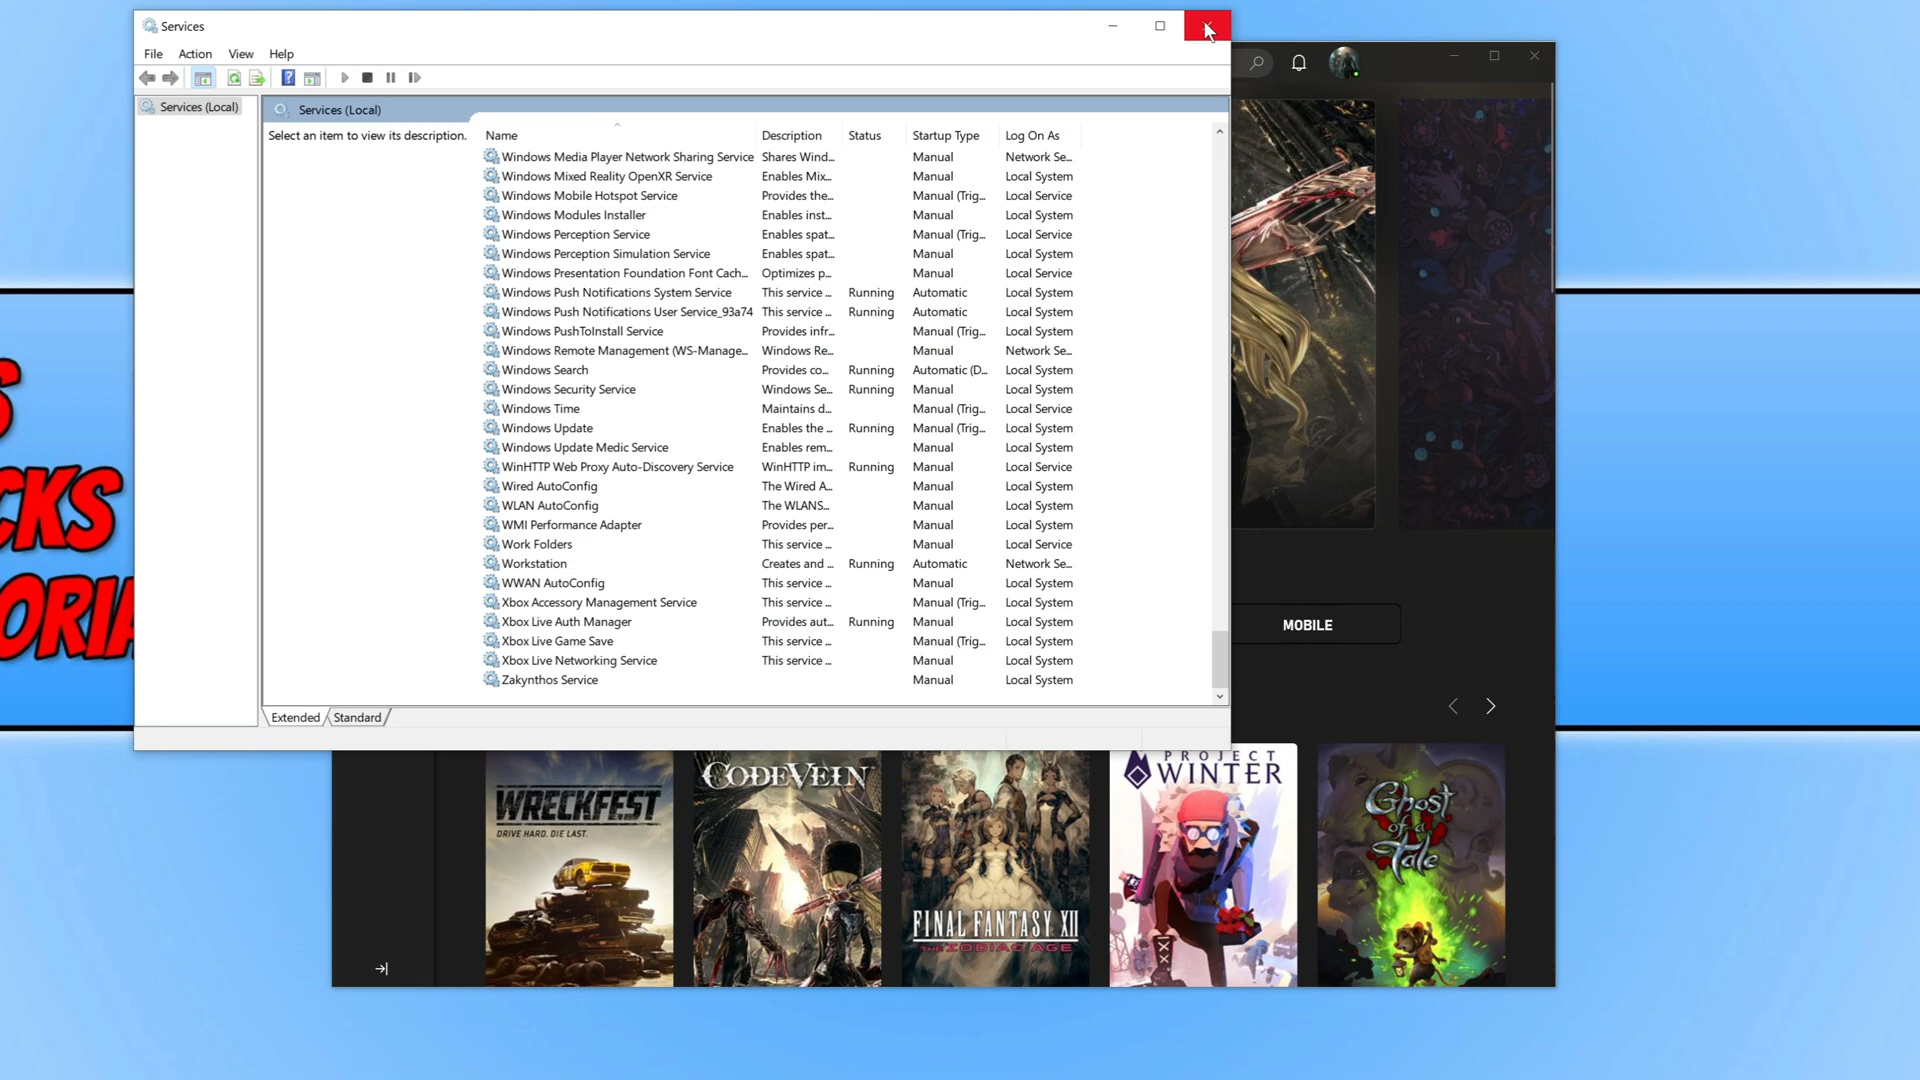 Services
File Action View Help
Services (Local)
Services (Local)
Select an item to view its description.
Name Description Status Startup Type Log On As
Windows Media Player Network Sharing Service Shares Wind... Manual Network Se...
Windows Mixed Reality OpenXR Service Enables Mix... Manual Local System
Windows Mobile Hotspot Service Provides the... Manual (Trig... Local Service
Windows Modules Installer Enables inst... Manual Local System
Windows Perception Service Enables spat... Manual (Trig... Local Service
Windows Perception Simulation Service Enables spat... Manual Local System
Windows Presentation Foundation Font Cach... Optimizes p... Manual Local Service
Windows Push Notifications System Service This service ... Running Automatic Local System
Windows Push Notifications User Service_93a74 This service ... Running Automatic Local System
Windows PushToInstall Service Provides infr... Manual (Trig... Local System
Windows Remote Management (WS-Manage... Windows Re... Manual Network Se...
Windows Search Provides co... Running Automatic (D... Local System
Windows Security Service Windows Se... Running Manual Local System
Windows Time Maintains d... Manual (Trig... Local Service
Windows Update Enables the ... Running Manual (Trig... Local System
Windows Update Medic Service Enables rem... Manual Local System
WinHTTP Web Proxy Auto-Discovery Service WinHTTP im... Running Manual Local Service
Wired AutoConfig The Wired A... Manual Local System
WLAN AutoConfig The WLANS... Manual Local System
WMI Performance Adapter Provides per... Manual Local System
Work Folders This service ... Manual Local Service
Workstation Creates and ... Running Automatic Network Se...
WWAN AutoConfig This service ... Manual Local System
Xbox Accessory Management Service This service ... Manual (Trig... Local System
Xbox Live Auth Manager Provides aut... Running Manual Local System
Xbox Live Game Save This service ... Manual (Trig... Local System
Xbox Live Networking Service This service ... Manual Local System
Zakynthos Service Manual Local System
Extended Standard
MOBILE
WRECKFEST
DRIVE HARD. DIE LAST.
CODE VEIN
FINAL FANTASY XII
THE ZODIAC AGE
PROJECT
WINTER
Ghost
of a
Tale